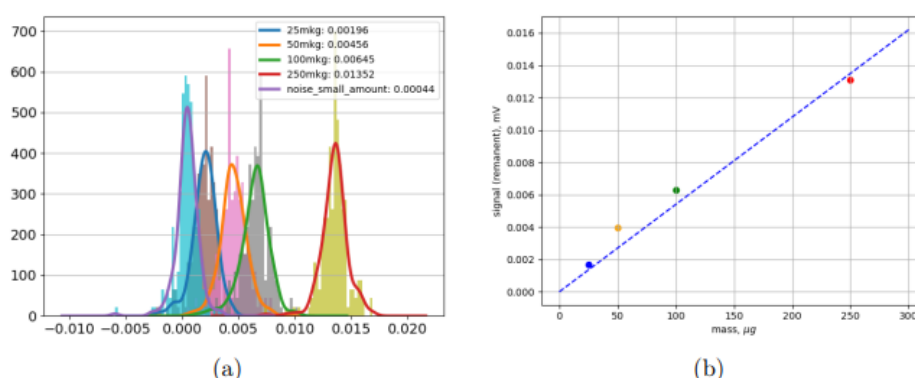 700
600
500
400
300
200
100
0
25mkg: 0.00196
50mkg: 0.00456
100mkg: 0.00645
250mkg: 0.01352
noise_small_amount: 0.00044
−0.010 −0.005 0.000 0.005 0.010 0.015 0.020
(a)
signal (remanent), mV
0.016
0.014
0.012
0.010
0.008
0.006
0.004
0.002
0.000
0 50 100 150 200 250 300
mass, μg
(b)